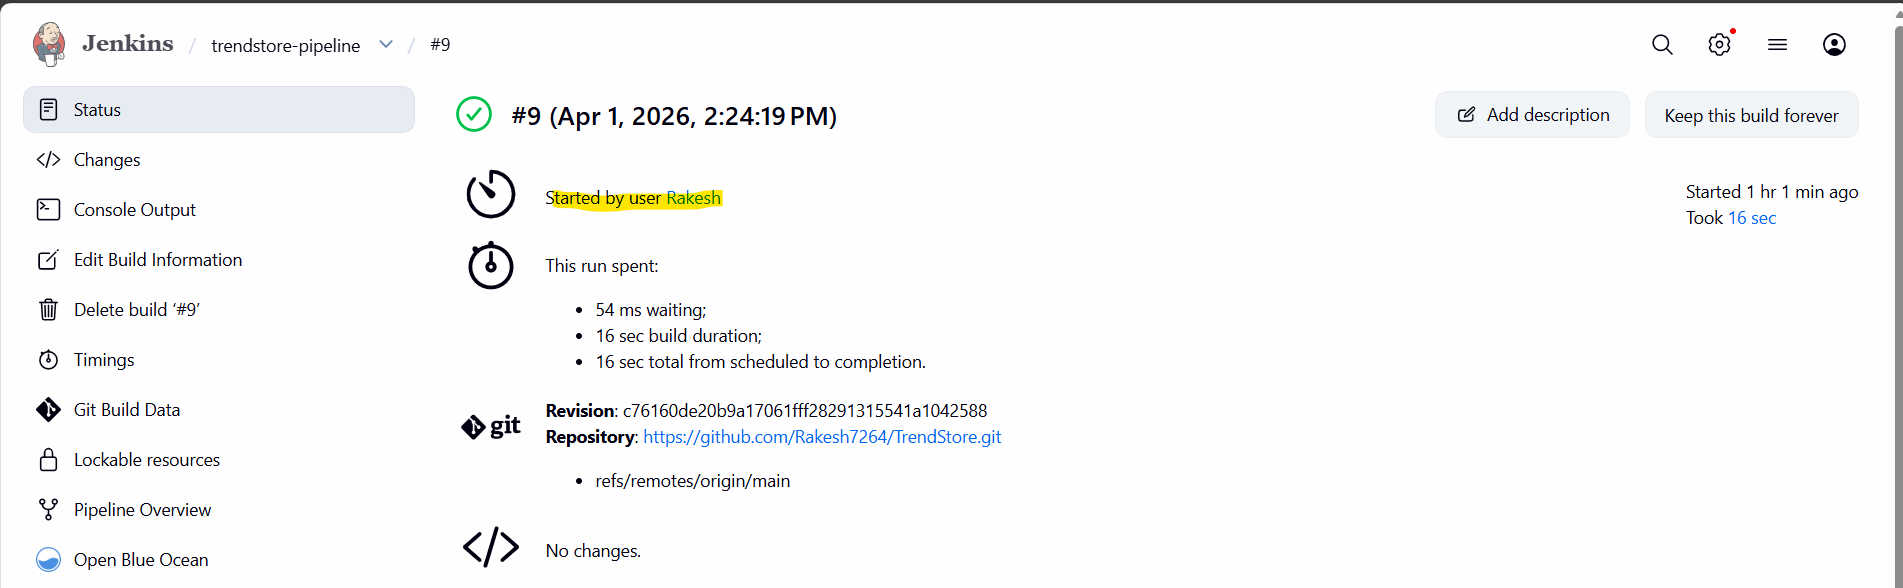 Jenkins / trendstore-pipeline / #9
Status
Changes
Console Output
Edit Build Information
Delete build ‘#9’
Timings
Git Build Data
Lockable resources
Pipeline Overview
Open Blue Ocean
#9 (Apr 1, 2026, 2:24:19 PM)
Add description
Keep this build forever
Started by user Rakesh
Started 1 hr 1 min ago
Took 16 sec
This run spent:
• 54 ms waiting;
• 16 sec build duration;
• 16 sec total from scheduled to completion.
git
Revision: c76160de20b9a17061fff28291315541a1042588
Repository: https://github.com/Rakesh7264/TrendStore.git
• refs/remotes/origin/main
No changes.